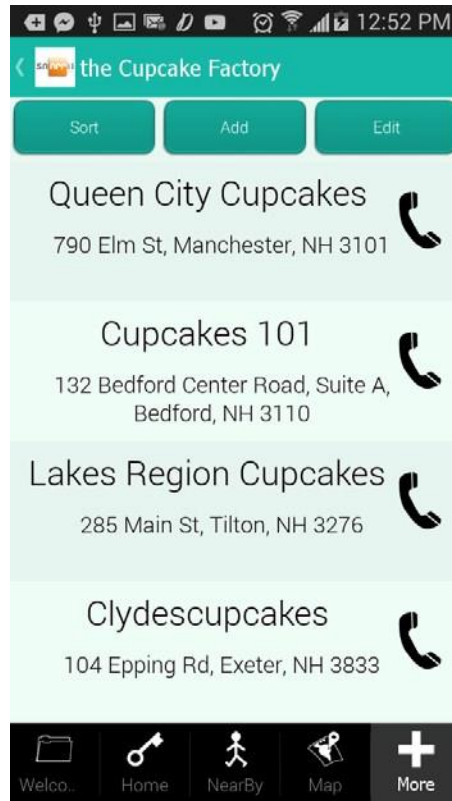 12:52 PM
the Cupcake Factory
Sort Add Edit
Queen City Cupcakes
790 Elm St, Manchester, NH 3101
Cupcakes 101
132 Bedford Center Road, Suite A,
Bedford, NH 3110
Lakes Region Cupcakes
285 Main St, Tilton, NH 3276
Clydescupcakes
104 Epping Rd, Exeter, NH 3833
Welco.. Home NearBy Map More